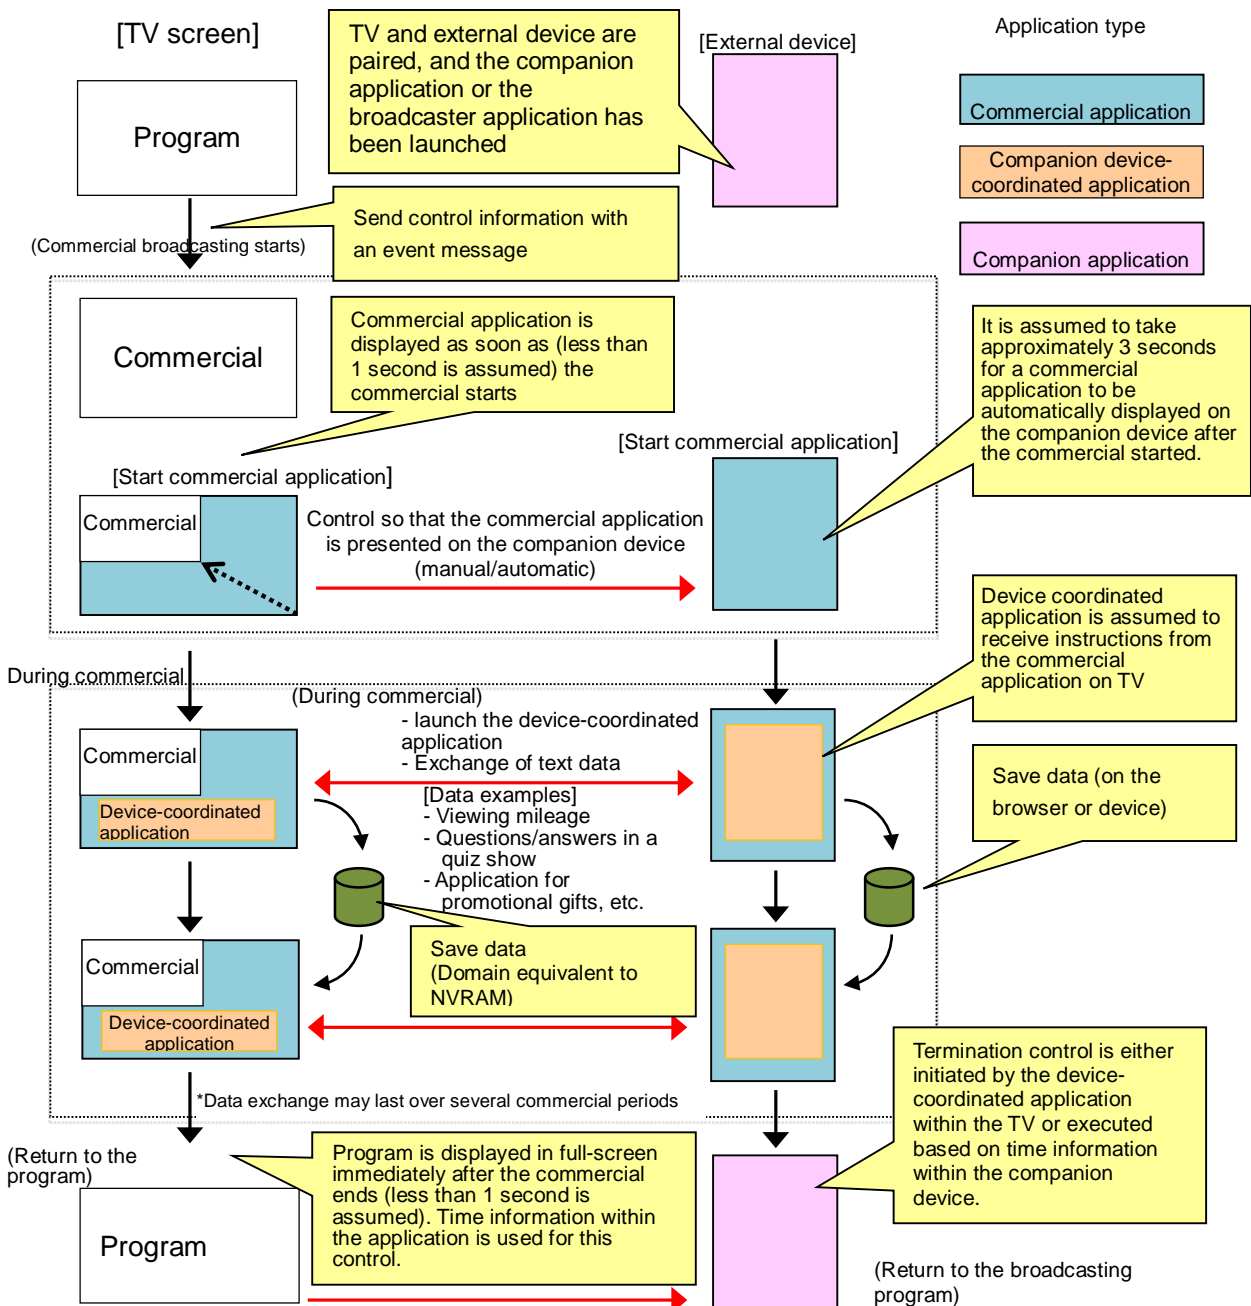 [TV screen]
TV and external device are
paired, and the companion
application or the
broadcaster application has
been launched
[External device]
Application type
Program
Commercial application
Companion device-
coordinated application
Companion application
Send control information with
an event message
(Commercial broadcasting starts)
Commercial
Commercial application is
displayed as soon as (less than
1 second is assumed) the
commercial starts
It is assumed to take
approximately 3 seconds
for a commercial
application to be
automatically displayed on
the companion device after
the commercial started.
[Start commercial application]
[Start commercial application]
Commercial
Control so that the commercial application
is presented on the companion device
(manual/automatic)
Device coordinated
application is assumed to
receive instructions from
the commercial
application on TV
During commercial
(During commercial)
- launch the device-coordinated
application
- Exchange of text data
[Data examples]
- Viewing mileage
- Questions/answers in a
quiz show
- Application for
promotional gifts, etc.
Commercial
Device-coordinated
application
Save data (on the
browser or device)
Save data
(Domain equivalent to
NVRAM)
Commercial
Device-coordinated
application
*Data exchange may last over several commercial periods
Termination control is either
initiated by the device-
coordinated application
within the TV or executed
based on time information
within the companion
device.
(Return to the
program)
Program is displayed in full-screen
immediately after the commercial
ends (less than 1 second is
assumed). Time information within
the application is used for this
control.
Program
(Return to the broadcasting
program)